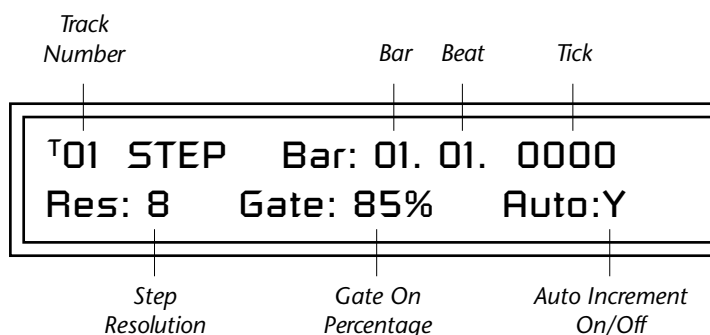 Track
Number
Bar Beat Tick
T01 STEP Bar: 01. 01. 0000
Res: 8 Gate: 85% Auto:Y
Step
Resolution
Gate On
Percentage
Auto Increment
On/Off